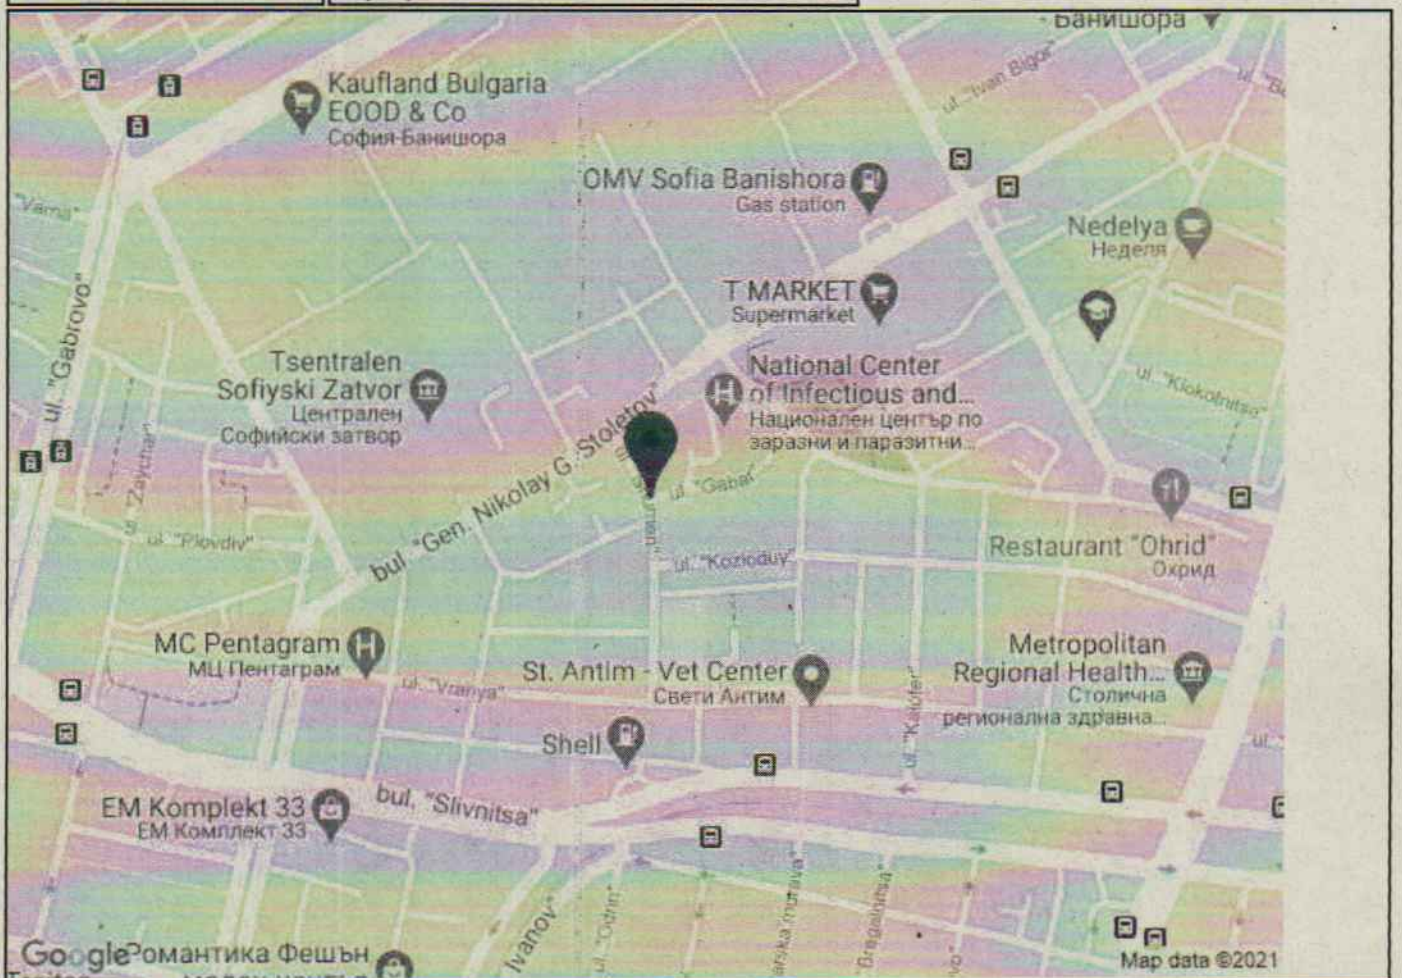 Банишора
ul. "Ivan Bigor"
Kaufland Bulgaria
EOOD & Co
София-Банишора
OMV Sofia Banishora
Gas station
"Varna"
Nedelya
Неделя
T MARKET
Supermarket
ul. "Gabrovo"
Tsentralen
Sofiyski Zatvor
Централен
Софийски затвор
National Center
of Infectious and...
Национален център по
заразни и паразитни...
ul. "Klokotnitsa"
ul. "Zaychar"
bul. "Gen. Nikolay G. Stoletov"
ul. "Gabar"
ul. "Plovdiv"
ul. "Kozloduy"
Restaurant "Ohrid"
Охрид
MC Pentagram
МЦ Пентаграм
St. Antim - Vet Center
Свети Антим
Metropolitan
Regional Health...
Столична
регионална здравна...
ul. "Vranya"
ul. "Kalofer"
Shell
ul.
EM Komplekt 33
ЕМ Комплект 33
bul. "Slivnitsa"
Ivanov"
ul. "Odrin"
"Bregalnitsa"
Google
Романтика Фешън
Map data ©2021